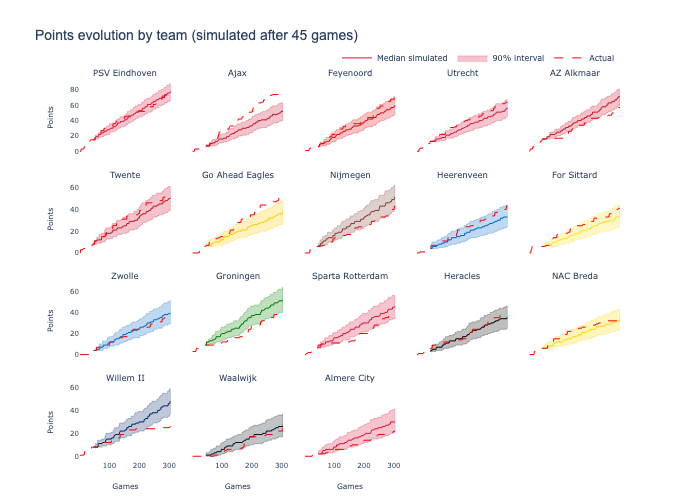 Points evolution by team (simulated after 45 games)
Median simulated 90% interval Actual
PSV Eindhoven Ajax Feyenoord Utrecht AZ Alkmaar
80
60
40
20
0
Points
Twente Go Ahead Eagles Nijmegen Heerenveen For Sittard
60
40
20
0
Points
Zwolle Groningen Sparta Rotterdam Heracles NAC Breda
60
40
20
0
Points
Willem II Waalwijk Almere City
60
40
20
0
Points
100 200 300 100 200 300 100 200 300
Games Games Games